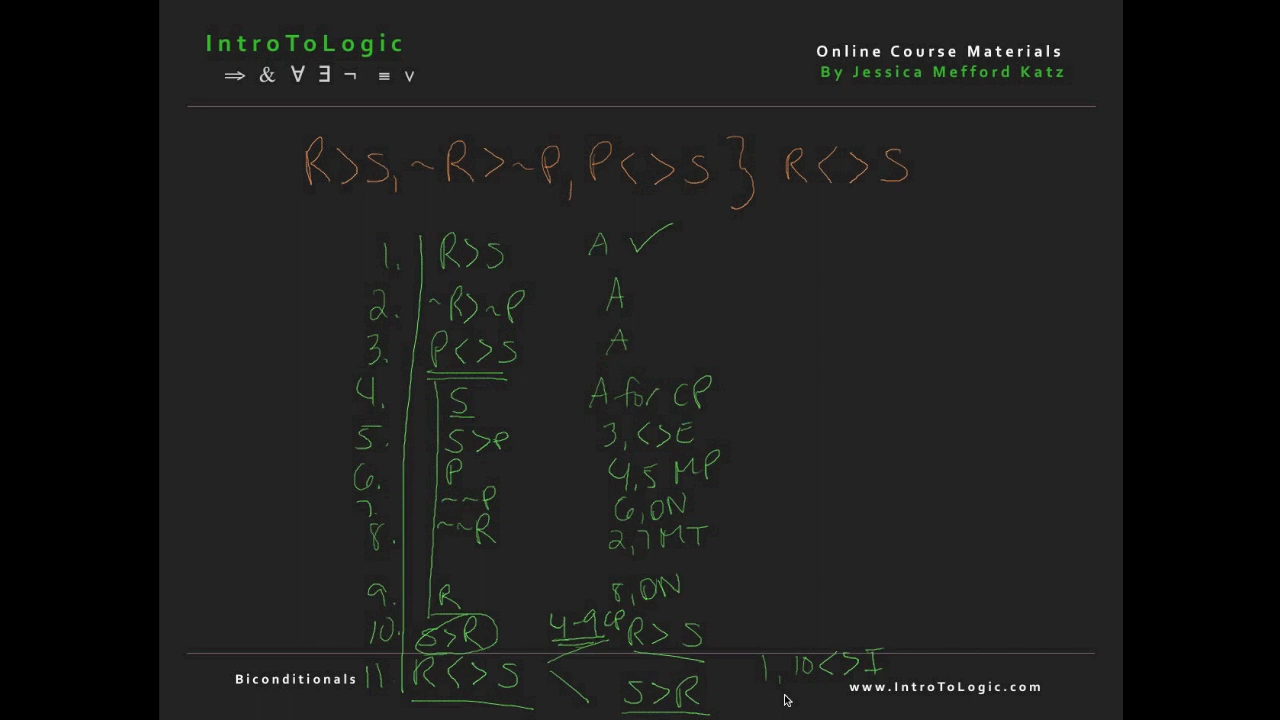 IntroToLogic
⇒ & ∀ ∃ ¬ ≡ ∨
Online Course Materials
By Jessica Mefford Katz
R>S, ~R>~P, P<>S } R<>S
1. R>S A ✓
2. ~R>~P A
3. P<>S A
4. S A for CP
5. S>P 3, <>E
6. P 4,5 MP
7. ~~P 6, DN
8. ~~R 2,7 MT
9. R 8, DN
10. S>R 4-9 CP R>S
11 R<>S S>R 1, 10 <>I
Biconditionals
www.IntroToLogic.com